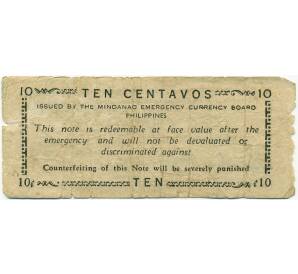 10 TEN CENTAVOS 10
ISSUED BY THE MINDANAO EMERGENCY CURRENCY BOARD
PHILIPPINES
This note is redeemable at face value after the
emergency and will not be devaluated or
discriminated against
Counterfeiting of this Note will be severely punished
10¢ TEN 10